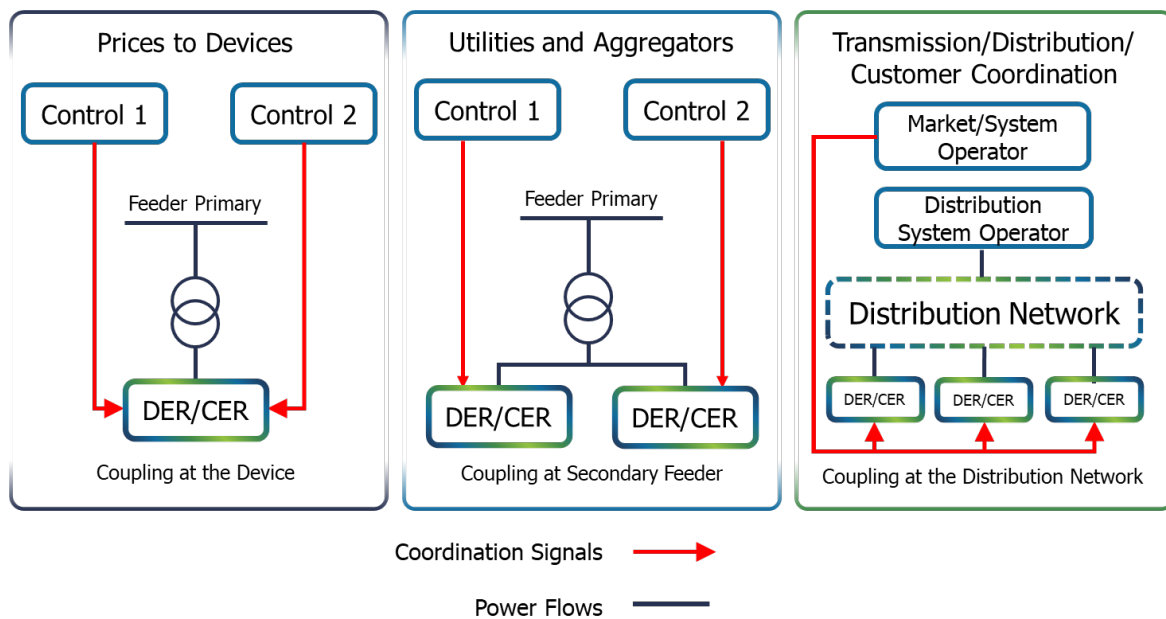 Prices to Devices
Control 1
Control 2
Feeder Primary
DER/CER
Coupling at the Device
Utilities and Aggregators
Control 1
Control 2
Feeder Primary
DER/CER
DER/CER
Coupling at Secondary Feeder
Transmission/Distribution/
Customer Coordination
Market/System
Operator
Distribution
System Operator
Distribution Network
DER/CER
DER/CER
DER/CER
Coupling at the Distribution Network
Coordination Signals
Power Flows